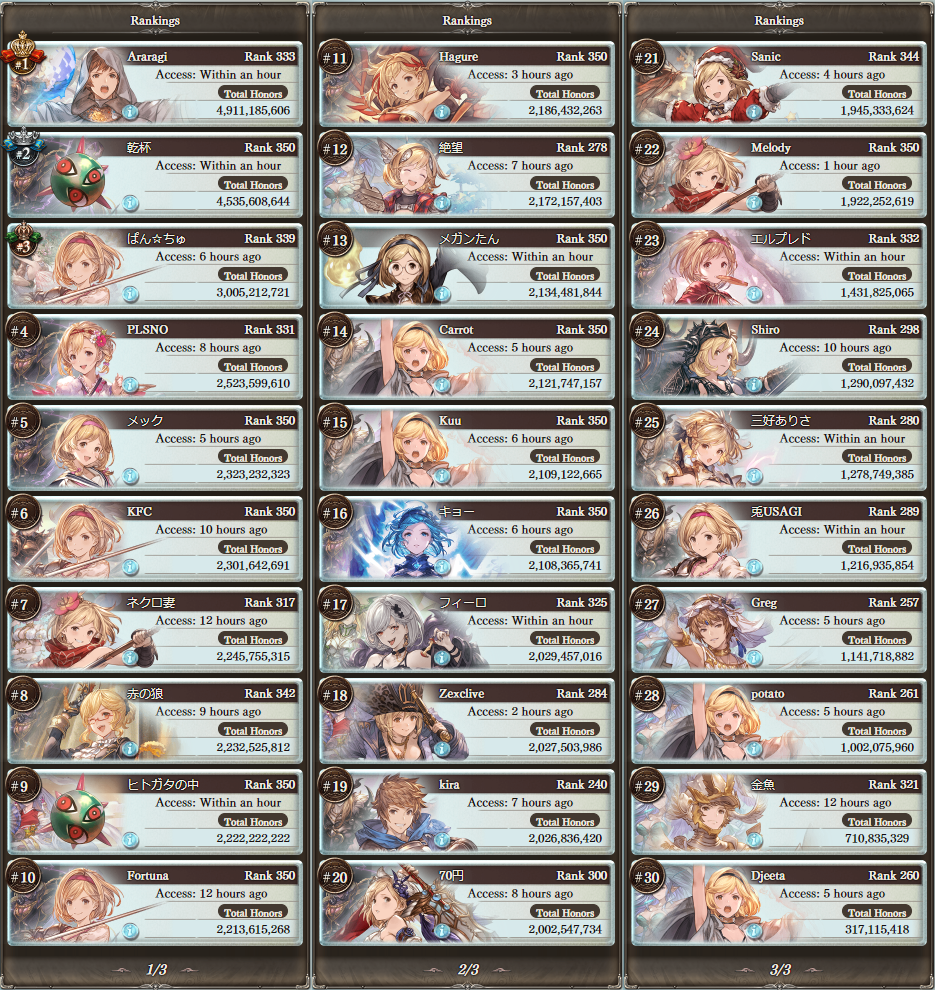 Rankings
#1
Araragi Rank 333
Access: Within an hour
Total Honors
4,911,185,606
#2
乾杯 Rank 350
Access: Within an hour
Total Honors
4,535,608,644
#3
ぱん☆ちゅ Rank 339
Access: 6 hours ago
Total Honors
3,005,212,721
#4
PLSNO Rank 331
Access: 8 hours ago
Total Honors
2,523,599,610
#5
メック Rank 350
Access: 5 hours ago
Total Honors
2,323,232,323
#6
KFC Rank 350
Access: 10 hours ago
Total Honors
2,301,642,691
#7
ネクロ妻 Rank 317
Access: 12 hours ago
Total Honors
2,245,755,315
#8
赤の狼 Rank 342
Access: 9 hours ago
Total Honors
2,232,525,812
#9
ヒトガタの中 Rank 350
Access: Within an hour
Total Honors
2,222,222,222
#10
Fortuna Rank 350
Access: 12 hours ago
Total Honors
2,213,615,268
1/3
Rankings
#11
Hagure Rank 350
Access: 3 hours ago
Total Honors
2,186,432,263
#12
絶望 Rank 278
Access: 7 hours ago
Total Honors
2,172,157,403
#13
メガンたん Rank 350
Access: Within an hour
Total Honors
2,134,481,844
#14
Carrot Rank 350
Access: 5 hours ago
Total Honors
2,121,747,157
#15
Kuu Rank 350
Access: 6 hours ago
Total Honors
2,109,122,665
#16
キョー Rank 350
Access: 6 hours ago
Total Honors
2,108,365,741
#17
フィーロ Rank 325
Access: Within an hour
Total Honors
2,029,457,016
#18
Zexclive Rank 284
Access: 2 hours ago
Total Honors
2,027,503,986
#19
kira Rank 240
Access: 7 hours ago
Total Honors
2,026,836,420
#20
70円 Rank 300
Access: 8 hours ago
Total Honors
2,002,547,734
2/3
Rankings
#21
Sanic Rank 344
Access: 4 hours ago
Total Honors
1,945,333,624
#22
Melody Rank 350
Access: 1 hour ago
Total Honors
1,922,252,619
#23
エルプレド Rank 332
Access: Within an hour
Total Honors
1,431,825,065
#24
Shiro Rank 298
Access: 10 hours ago
Total Honors
1,290,097,432
#25
三好ありさ Rank 280
Access: Within an hour
Total Honors
1,278,749,385
#26
兎USAGI Rank 289
Access: Within an hour
Total Honors
1,216,935,854
#27
Greg Rank 257
Access: 5 hours ago
Total Honors
1,141,718,882
#28
potato Rank 261
Access: 5 hours ago
Total Honors
1,002,075,960
#29
金魚 Rank 321
Access: 12 hours ago
Total Honors
710,835,329
#30
Djeeta Rank 260
Access: 5 hours ago
Total Honors
317,115,418
3/3